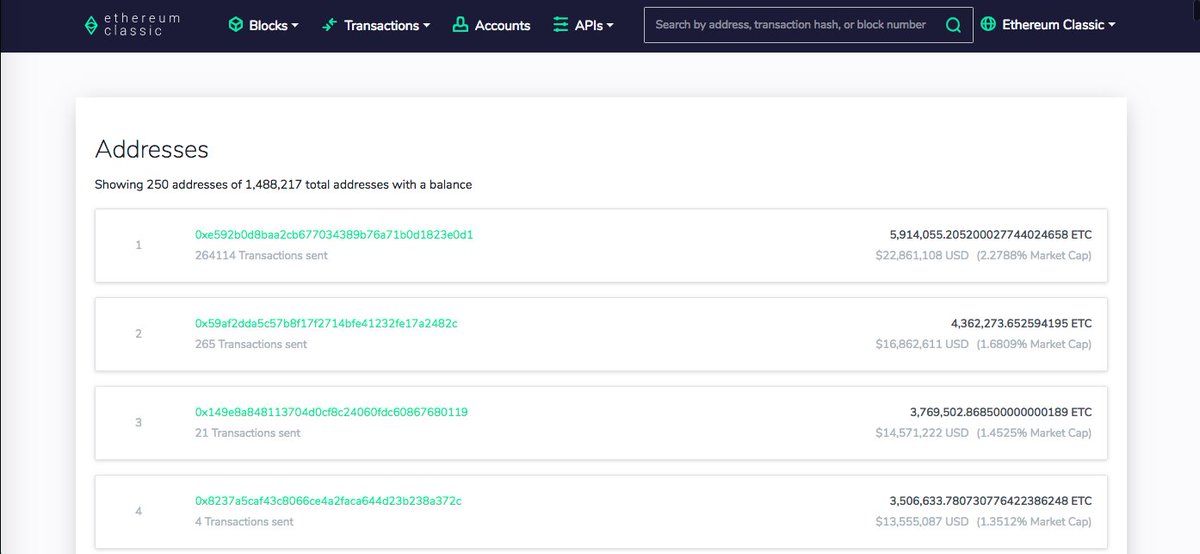 ethereum
classic
Blocks
Transactions
Accounts
APIs
Search by address, transaction hash, or block number
Ethereum Classic
Addresses
Showing 250 addresses of 1,488,217 total addresses with a balance
1
0xe592b0d8baa2cb677034389b76a71b0d1823e0d1
5,914,055.205200027744024658 ETC
264114 Transactions sent
$22,861,108 USD (2.2788% Market Cap)
2
0x59af2dda5c57b8f17f2714bfe41232fe17a2482c
4,362,273.652594195 ETC
265 Transactions sent
$16,862,611 USD (1.6809% Market Cap)
3
0x149e8a848113704d0cf8c24060fdc60867680119
3,769,502.868500000000189 ETC
21 Transactions sent
$14,571,222 USD (1.4525% Market Cap)
4
0x8237a5caf43c8066ce4a2faca644d23b238a372c
3,506,633.780730776422386248 ETC
4 Transactions sent
$13,555,087 USD (1.3512% Market Cap)